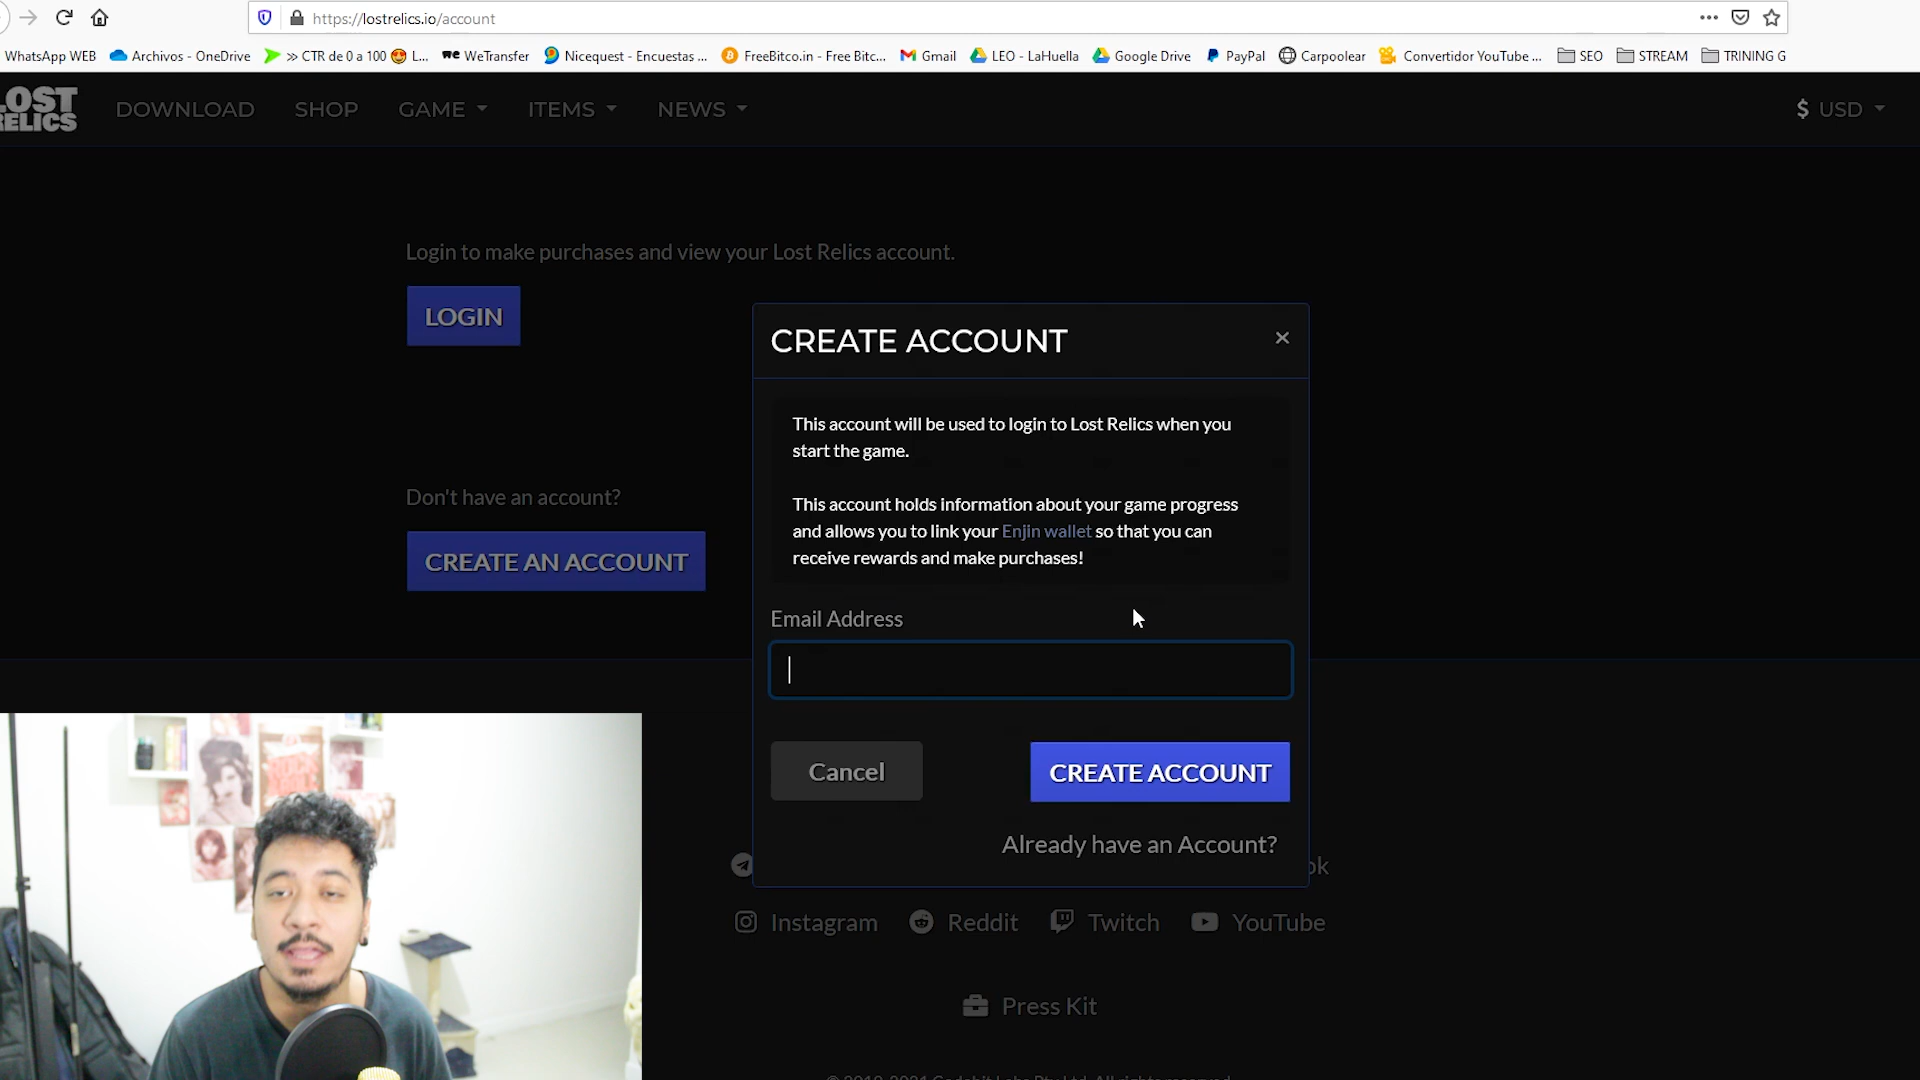 https://lostrelics.io/account
WhatsApp WEB Archivos - OneDrive >> CTR de 0 a 100 L... we WeTransfer Nicequest - Encuestas ... FreeBitco.in - Free Bitc... Gmail LEO - LaHuella Google Drive PayPal Carpoolear Convertidor YouTube ... SEO STREAM TRINING G
LOST
RELICS
DOWNLOAD SHOP GAME ITEMS NEWS $ USD
Login to make purchases and view your Lost Relics account.
LOGIN
Don't have an account?
CREATE AN ACCOUNT
CREATE ACCOUNT ×
This account will be used to login to Lost Relics when you
start the game.
This account holds information about your game progress
and allows you to link your Enjin wallet so that you can
receive rewards and make purchases!
Email Address
Cancel CREATE ACCOUNT
Already have an Account?
ok
Instagram Reddit Twitch YouTube
Press Kit